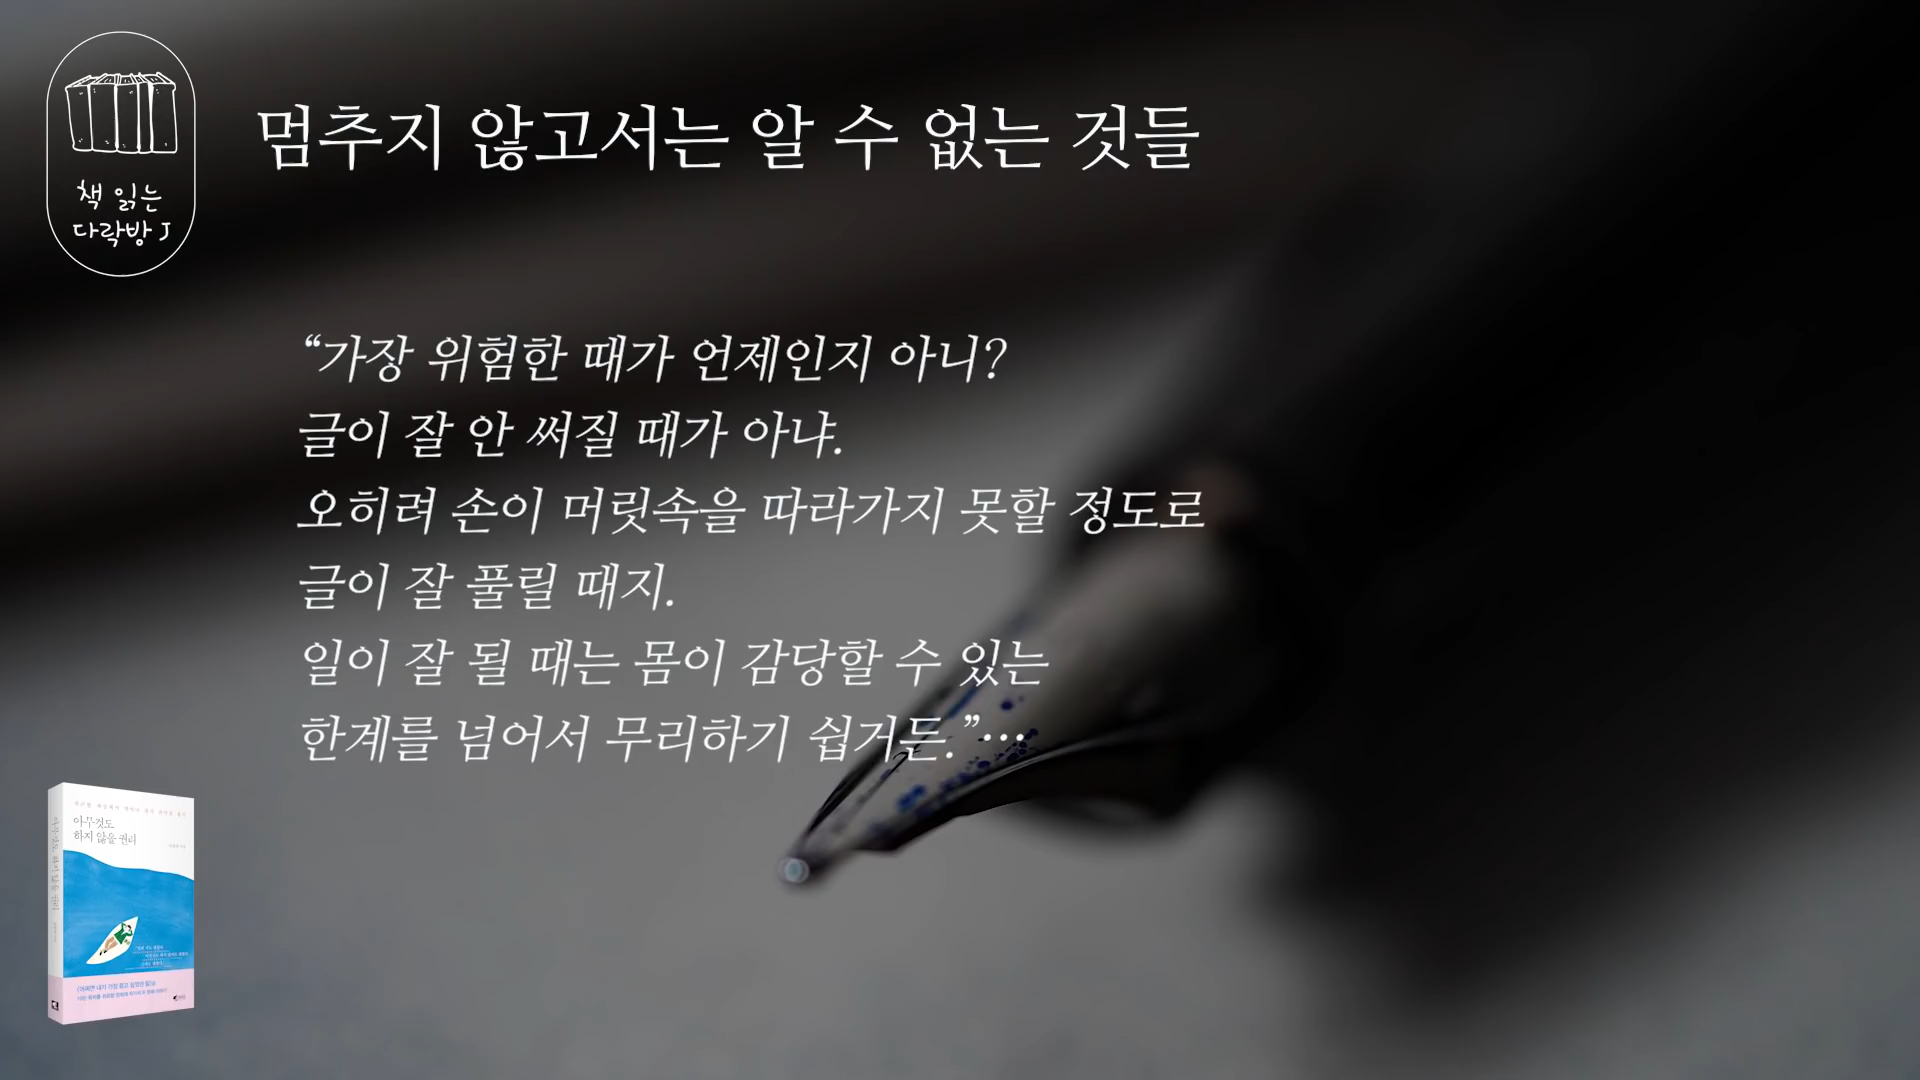 책 읽는
다락방 J
멈추지 않고서는 알 수 없는 것들
“가장 위험한 때가 언제인지 아니?
글이 잘 안 써질 때가 아냐.
오히려 손이 머릿속을 따라가지 못할 정도로
글이 잘 풀릴 때지.
일이 잘 될 때는 몸이 감당할 수 있는
한계를 넘어서 무리하기 쉽거든.”…
아무것도
하지 않을 권리